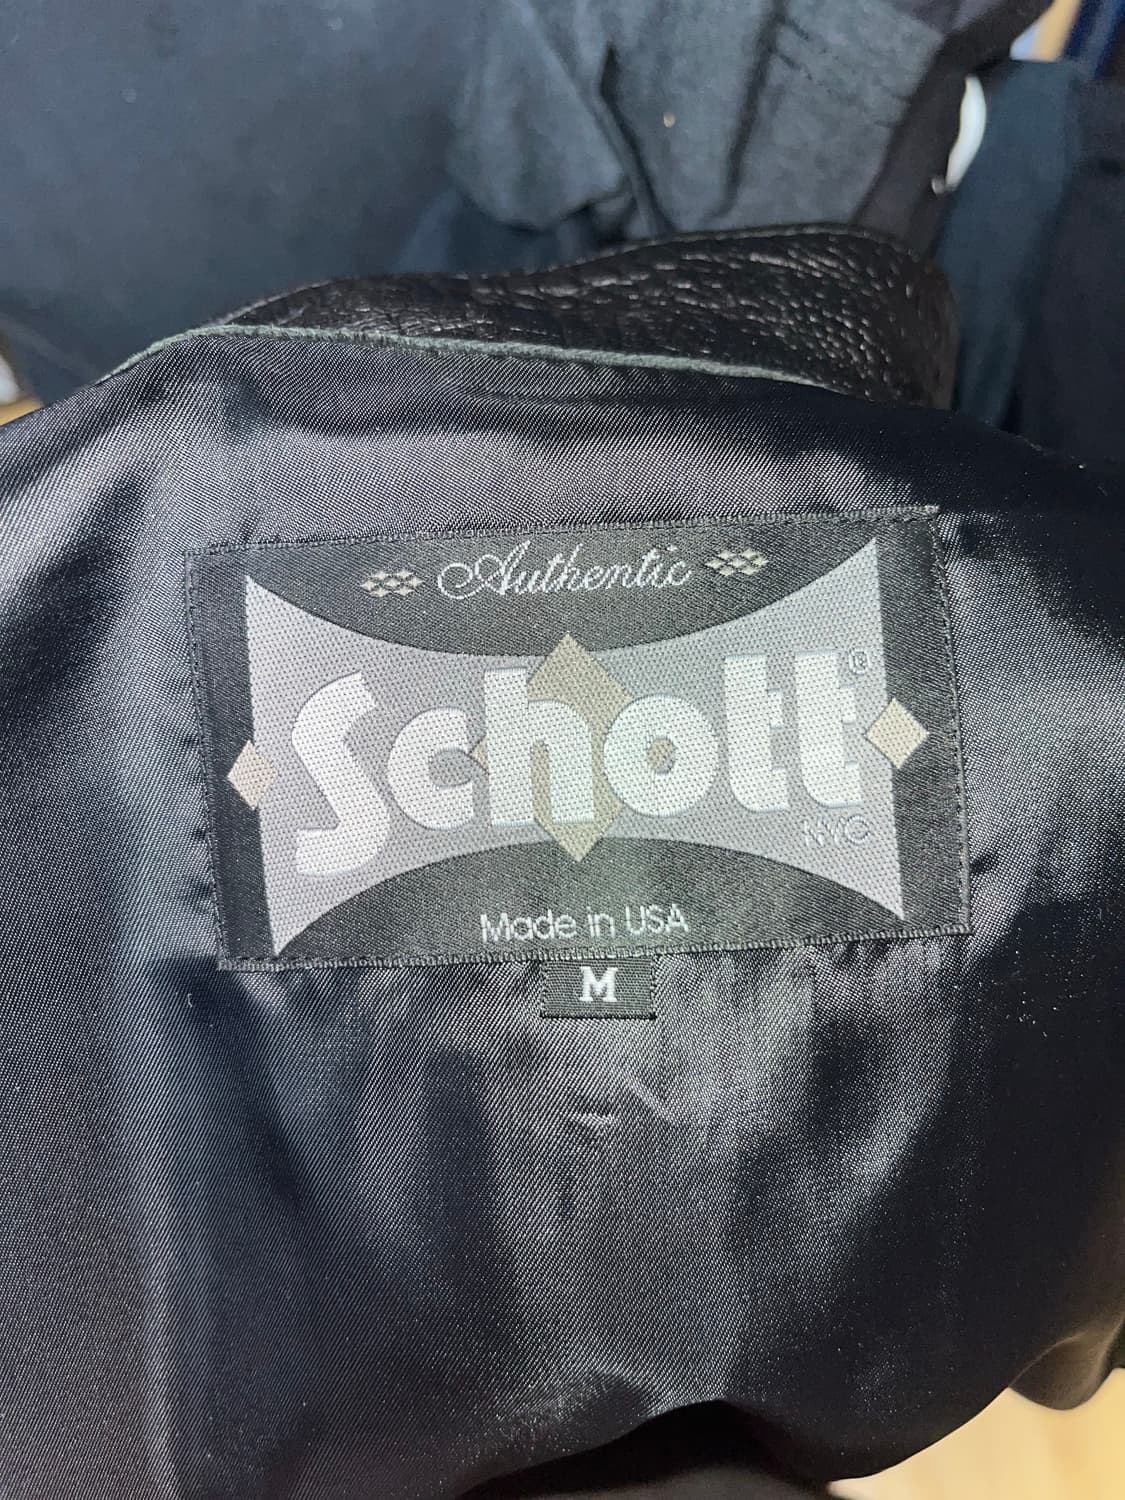 Authentic
Schott®
NYC
Made in USA
M